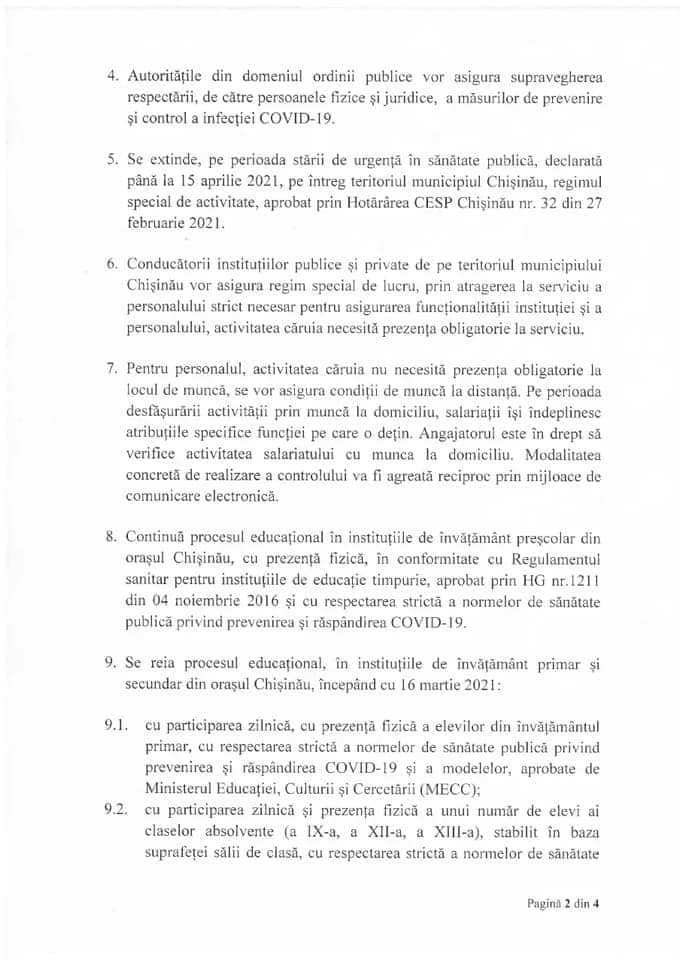 4. Autoritățile din domeniul ordinii publice vor asigura supravegherea
respectării, de către persoanele fizice și juridice, a măsurilor de prevenire
și control a infecției COVID-19.
5. Se extinde, pe perioada stării de urgență în sănătate publică, declarată
până la 15 aprilie 2021, pe întreg teritoriul municipiul Chișinău, regimul
special de activitate, aprobat prin Hotărârea CESP Chișinău nr. 32 din 27
februarie 2021.
6. Conducătorii instituțiilor publice și private de pe teritoriul municipiului
Chișinău vor asigura regim special de lucru, prin atragerea la serviciu a
personalului strict necesar pentru asigurarea funcționalității instituției și a
personalului, activitatea căruia necesită prezența obligatorie la serviciu.
7. Pentru personalul, activitatea căruia nu necesită prezența obligatorie la
locul de muncă, se vor asigura condiții de muncă la distanță. Pe perioada
desfășurării activității prin muncă la domiciliu, salariații își îndeplinesc
atribuțiile specifice funcției pe care o dețin. Angajatorul este în drept să
verifice activitatea salariatului cu munca la domiciliu. Modalitatea
concretă de realizare a controlului va fi agreată reciproc prin mijloace de
comunicare electronică.
8. Continuă procesul educațional în instituțiile de învățământ preșcolar din
orașul Chișinău, cu prezență fizică, în conformitate cu Regulamentul
sanitar pentru instituțiile de educație timpurie, aprobat prin HG nr.1211
din 04 noiembrie 2016 și cu respectarea strictă a normelor de sănătate
publică privind prevenirea și răspândirea COVID-19.
9. Se reia procesul educațional, în instituțiile de învățământ primar și
secundar din orașul Chișinău, începând cu 16 martie 2021:
9.1. cu participarea zilnică, cu prezență fizică a elevilor din învățământul
primar, cu respectarea strictă a normelor de sănătate publică privind
prevenirea și răspândirea COVID-19 și a modelelor, aprobate de
Ministerul Educației, Culturii și Cercetării (MECC);
9.2. cu participarea zilnică și prezența fizică a unui număr de elevi ai
claselor absolvente (a IX-a, a XII-a, a XIII-a), stabilit în baza
suprafeței sălii de clasă, cu respectarea strictă a normelor de sănătate
Pagină 2 din 4